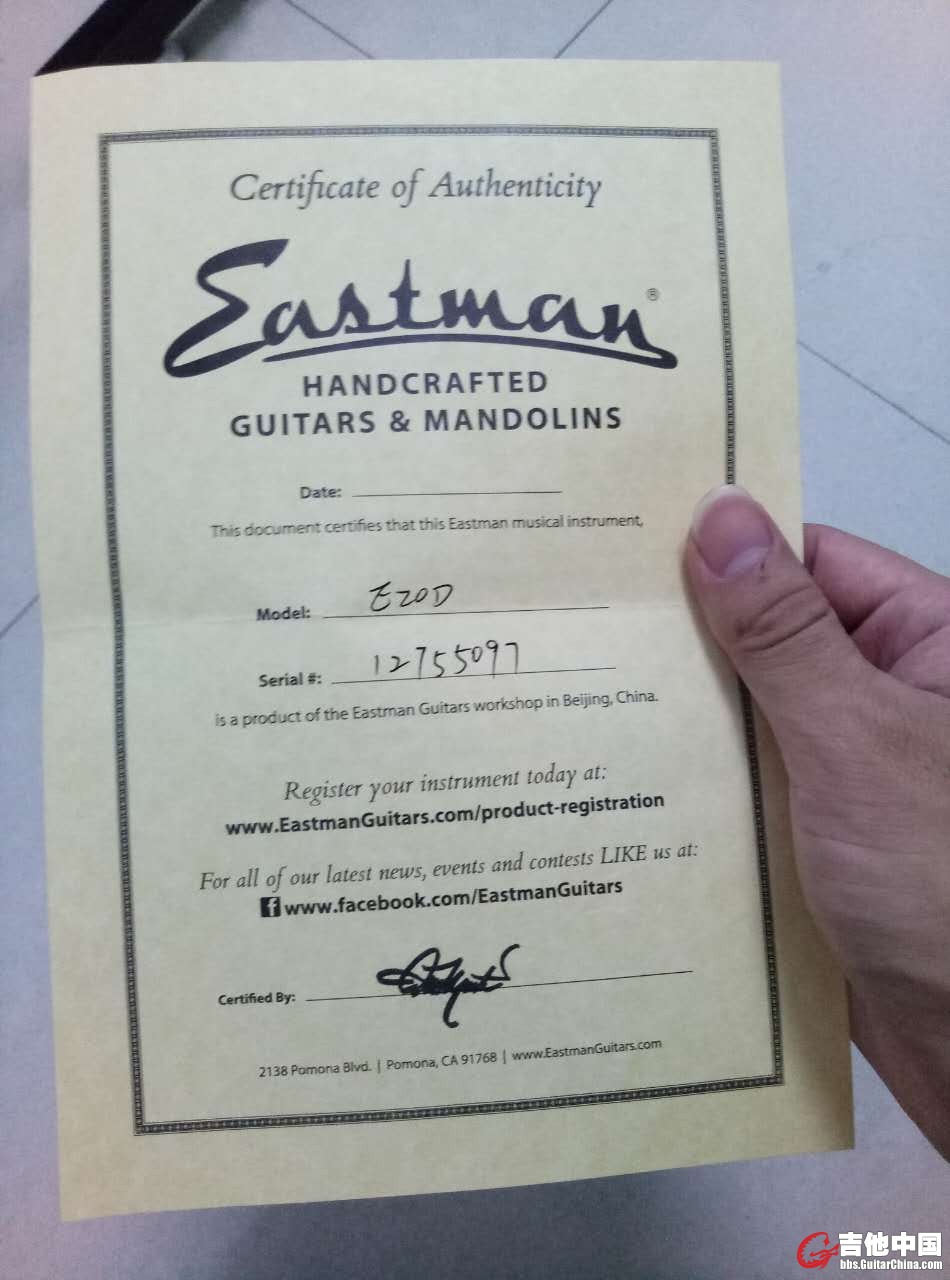 Certificate of Authenticity
Eastman®
HANDCRAFTED
GUITARS & MANDOLINS
Date:
This document certifies that this Eastman musical instrument,
Model: E20D
Serial #: 12755097
is a product of the Eastman Guitars workshop in Beijing, China.
Register your instrument today at:
www.EastmanGuitars.com/product-registration
For all of our latest news, events and contests LIKE us at:
f www.facebook.com/EastmanGuitars
Certified By:
2138 Pomona Blvd. | Pomona, CA 91768 | www.EastmanGuitars.com
吉他中国
bbs.GuitarChina.com